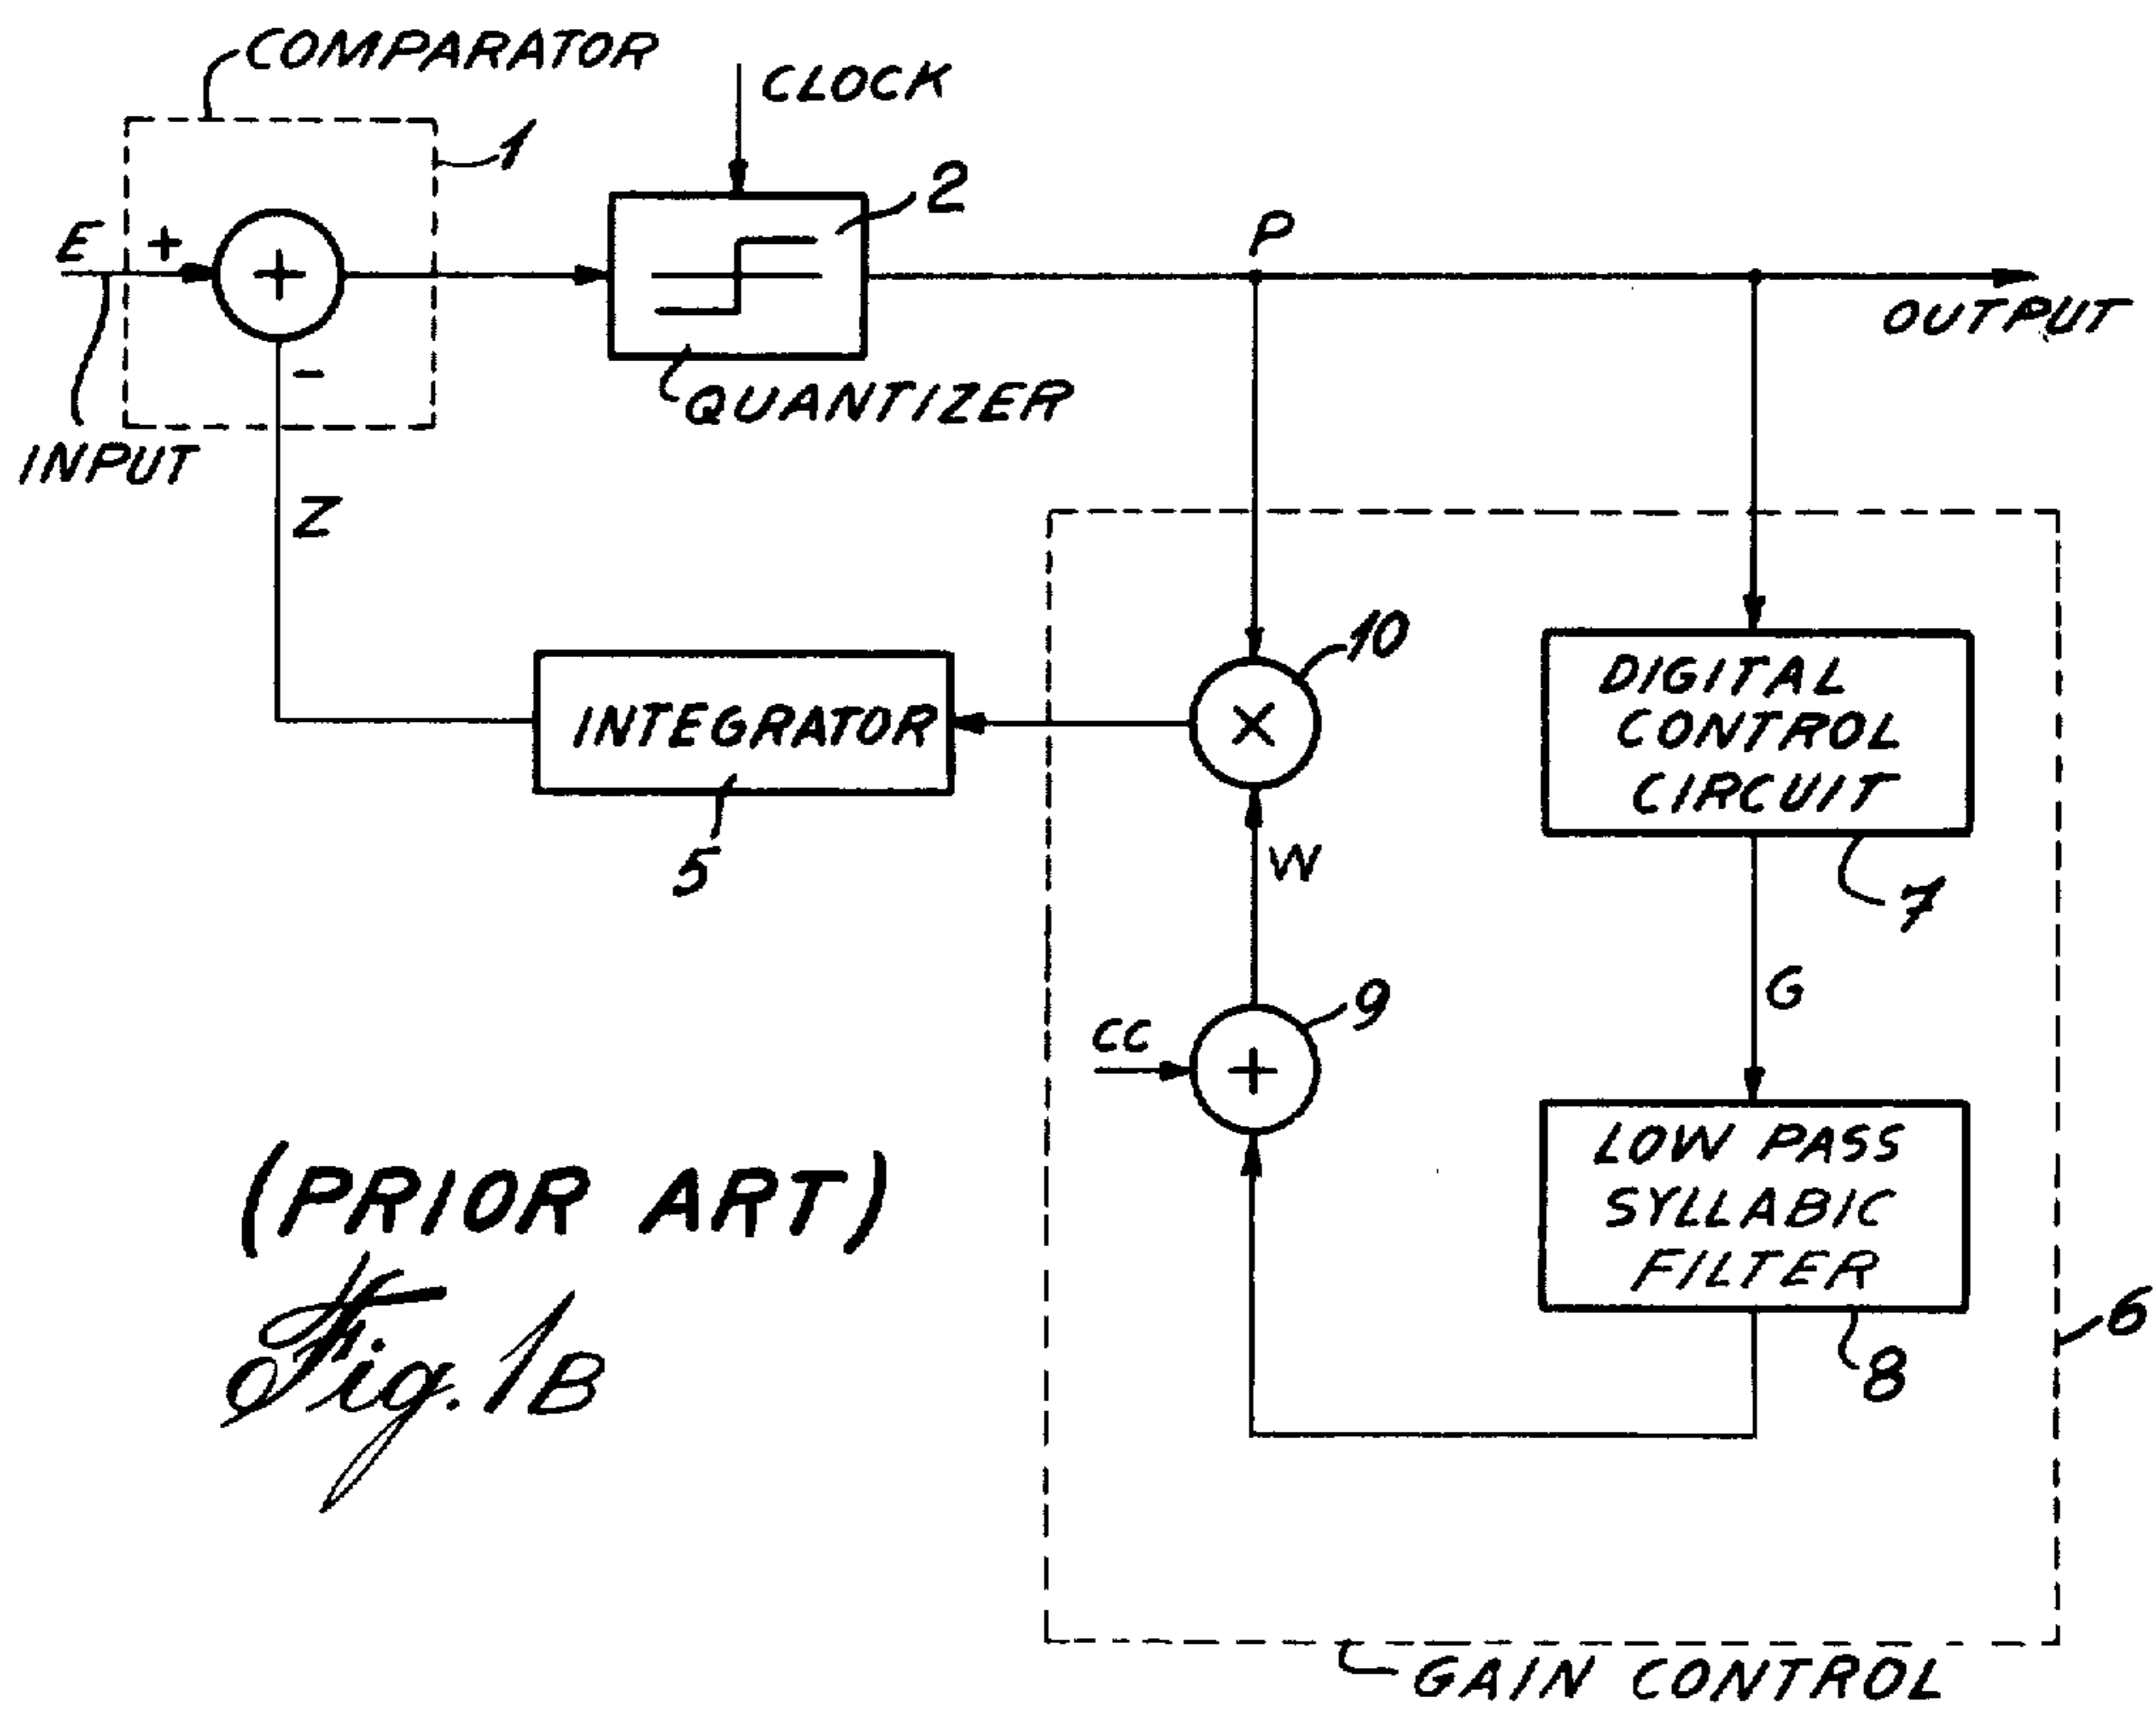 COMPARATOR
CLOCK
1
2
E
+
+
P
OUTPUT
-
QUANTIZER
INPUT
Z
10
INTEGRATOR
×
DIGITAL
CONTROL
CIRCUIT
5
W
7
G
9
CC
+
LOW PASS
SYLLABIC
FILTER
8
6
(PRIOR ART)
Fig. 1B
GAIN CONTROL